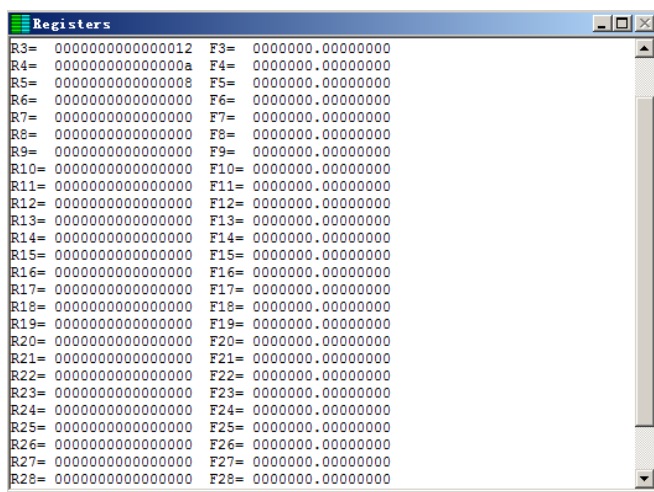 Registers
R3=  0000000000000012  F3=  0000000.00000000
R4=  000000000000000a  F4=  0000000.00000000
R5=  0000000000000008  F5=  0000000.00000000
R6=  0000000000000000  F6=  0000000.00000000
R7=  0000000000000000  F7=  0000000.00000000
R8=  0000000000000000  F8=  0000000.00000000
R9=  0000000000000000  F9=  0000000.00000000
R10= 0000000000000000  F10= 0000000.00000000
R11= 0000000000000000  F11= 0000000.00000000
R12= 0000000000000000  F12= 0000000.00000000
R13= 0000000000000000  F13= 0000000.00000000
R14= 0000000000000000  F14= 0000000.00000000
R15= 0000000000000000  F15= 0000000.00000000
R16= 0000000000000000  F16= 0000000.00000000
R17= 0000000000000000  F17= 0000000.00000000
R18= 0000000000000000  F18= 0000000.00000000
R19= 0000000000000000  F19= 0000000.00000000
R20= 0000000000000000  F20= 0000000.00000000
R21= 0000000000000000  F21= 0000000.00000000
R22= 0000000000000000  F22= 0000000.00000000
R23= 0000000000000000  F23= 0000000.00000000
R24= 0000000000000000  F24= 0000000.00000000
R25= 0000000000000000  F25= 0000000.00000000
R26= 0000000000000000  F26= 0000000.00000000
R27= 0000000000000000  F27= 0000000.00000000
R28= 0000000000000000  F28= 0000000.00000000